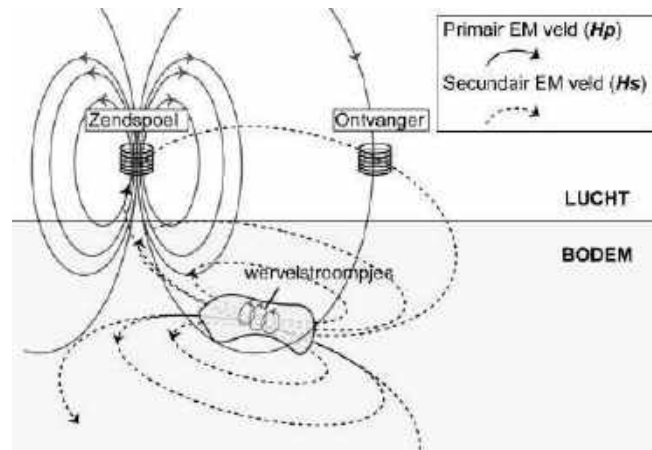 Primair EM veld (Hp)
Secundair EM veld (Hs)
Zendspoel
Ontvanger
LUCHT
BODEM
wervelstroompjes